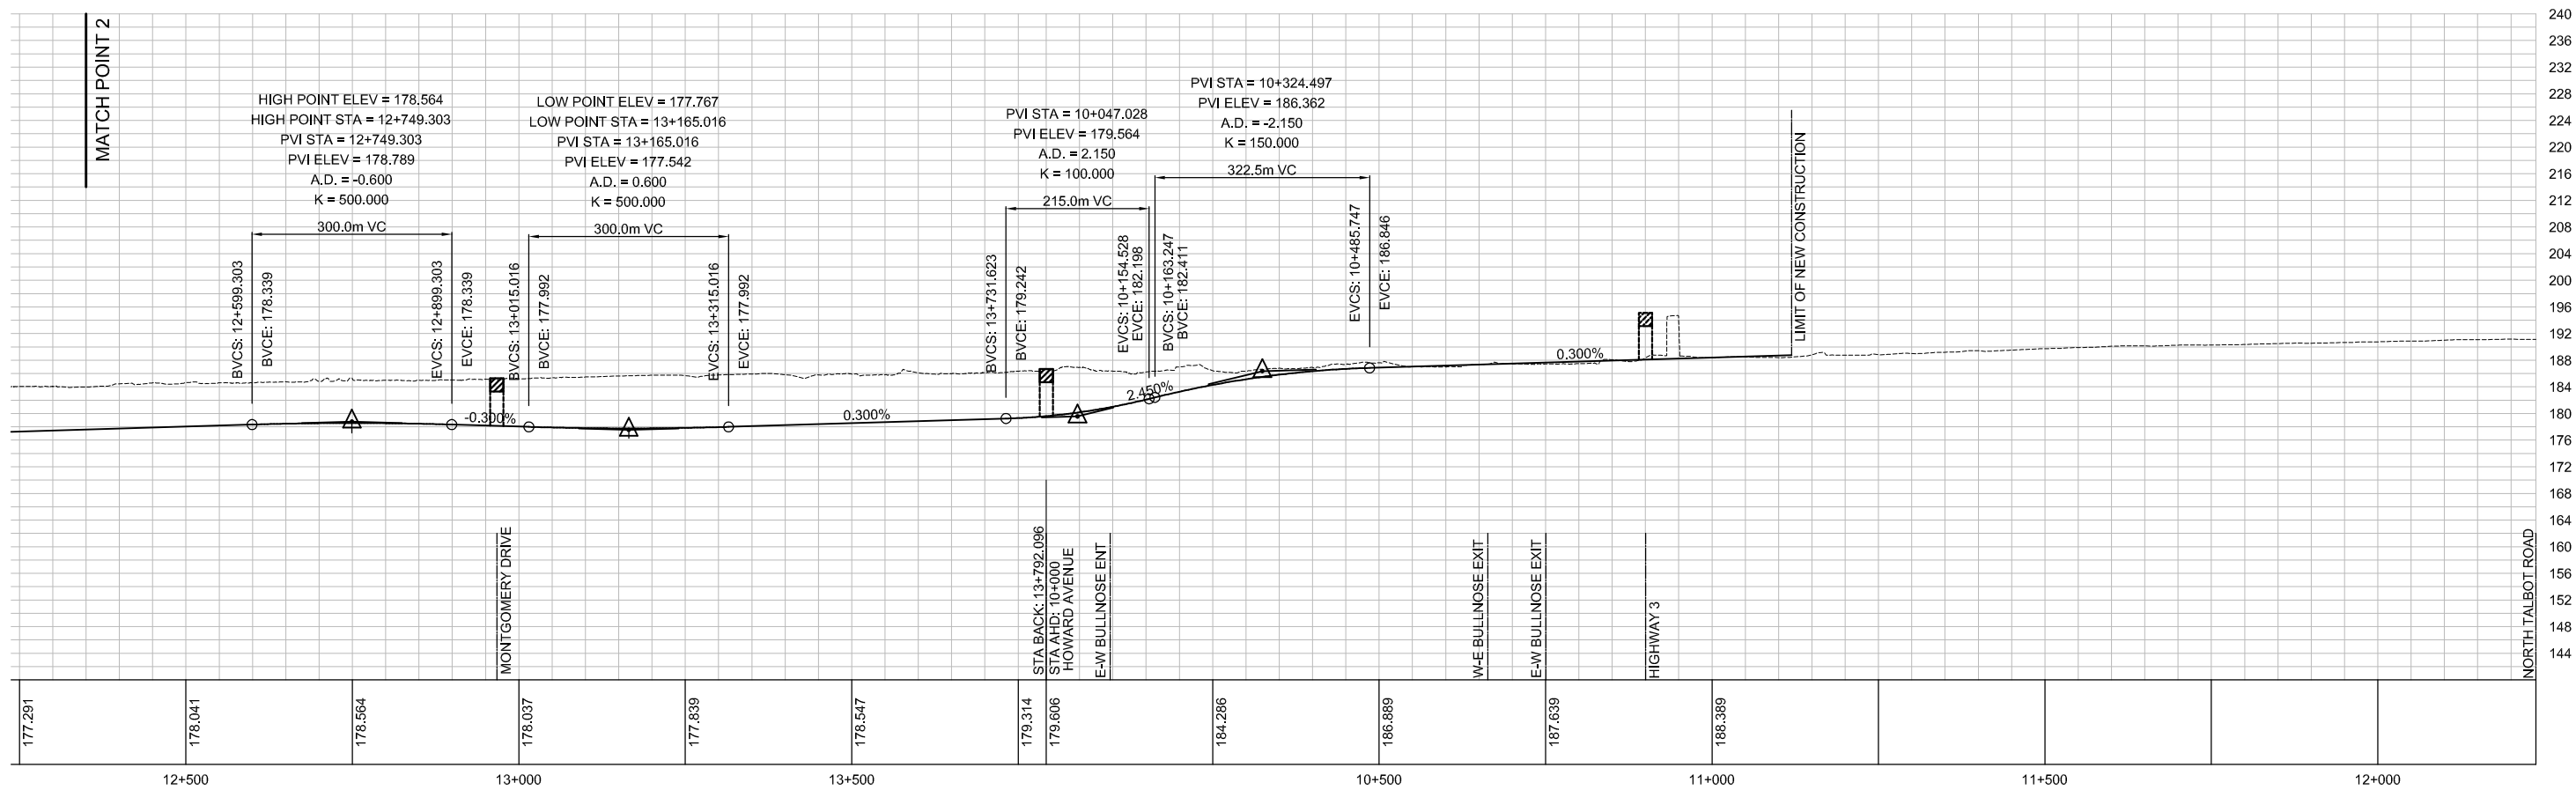 MATCH POINT 2
HIGH POINT ELEV = 178.564
HIGH POINT STA = 12+749.303
PVI STA = 12+749.303
PVI ELEV = 178.789
A.D. = -0.600
K = 500.000
300.0m VC
BVCS: 12+599.303
BVCE: 178.339
EVCS: 12+899.303
EVCE: 178.339
LOW POINT ELEV = 177.767
LOW POINT STA = 13+165.016
PVI STA = 13+165.016
PVI ELEV = 177.542
A.D. = 0.600
K = 500.000
300.0m VC
BVCS: 13+015.016
BVCE: 177.992
EVCS: 13+315.016
EVCE: 177.992
PVI STA = 10+047.028
PVI ELEV = 179.564
A.D. = 2.150
K = 100.000
215.0m VC
BVCS: 13+731.623
BVCE: 179.242
EVCS: 10+154.528
EVCE: 182.198
PVI STA = 10+324.497
PVI ELEV = 186.362
A.D. = -2.150
K = 150.000
322.5m VC
BVCS: 10+163.247
BVCE: 182.411
EVCS: 10+485.747
EVCE: 186.846
LIMIT OF NEW CONSTRUCTION
-0.300%
0.300%
2.450%
0.300%
240
236
232
228
224
220
216
212
208
204
200
196
192
188
184
180
176
172
168
164
160
156
152
148
144
MONTGOMERY DRIVE
STA BACK: 13+792.096
STA AHD: 10+000
HOWARD AVENUE
E-W BULLNOSE ENT
W-E BULLNOSE EXIT
E-W BULLNOSE EXIT
HIGHWAY 3
NORTH TALBOT ROAD
177.291
178.041
178.564
178.037
177.839
178.547
179.314
179.606
184.286
186.889
187.639
188.389
12+500
13+000
13+500
10+500
11+000
11+500
12+000